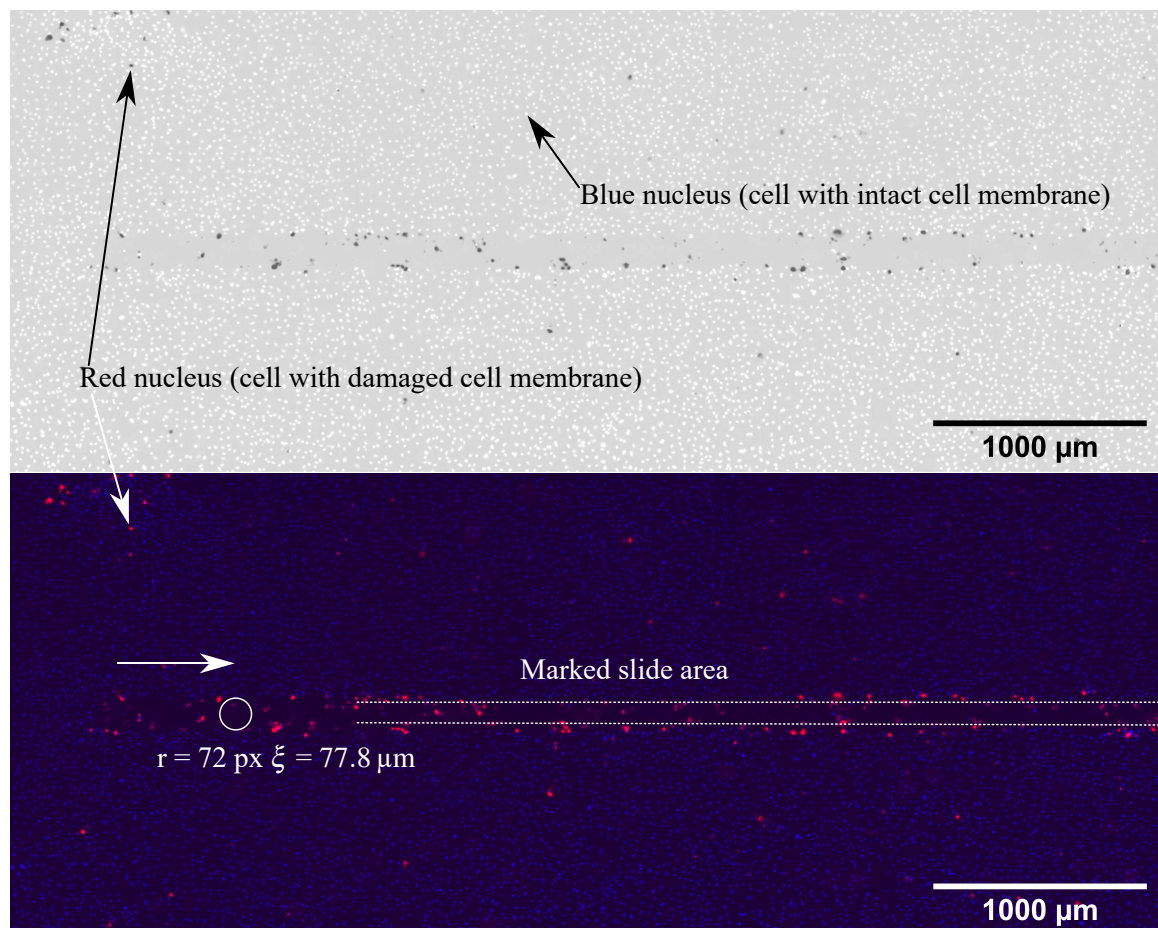 Blue nucleus (cell with intact cell membrane)
Red nucleus (cell with damaged cell membrane)
1000 µm
Marked slide area
r = 72 px ξ = 77.8 µm
1000 µm